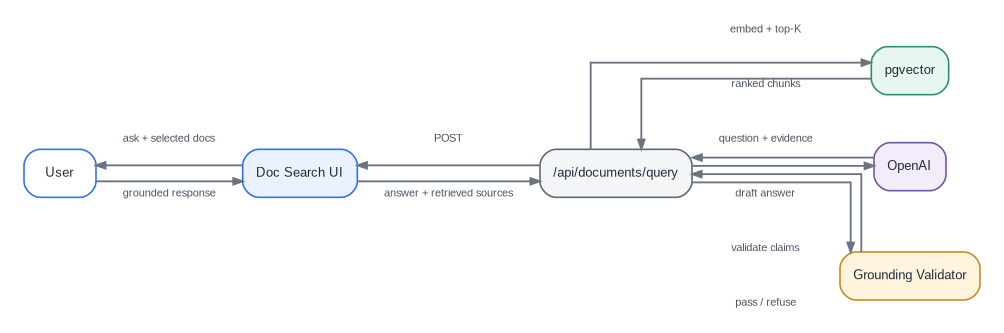 embed + top-K
pgvector
ranked chunks
ask + selected docs
POST
question + evidence
User
Doc Search UI
/api/documents/query
OpenAI
grounded response
answer + retrieved sources
draft answer
validate claims
Grounding Validator
pass / refuse